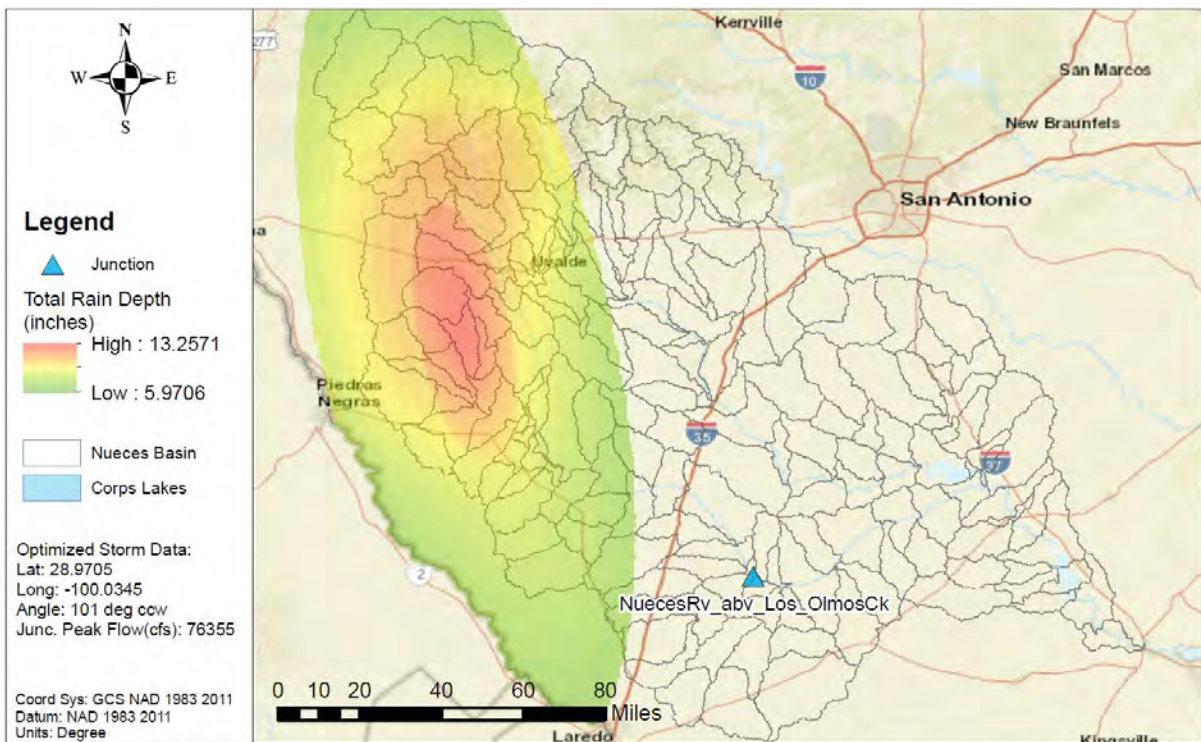 N
W E
S
Legend
Junction
Total Rain Depth
(inches)
High : 13.2571
Low : 5.9706
Nueces Basin
Corps Lakes
Optimized Storm Data:
Lat: 28.9705
Long: -100.0345
Angle: 101 deg ccw
Junc. Peak Flow(cfs): 76355
Coord Sys: GCS NAD 1983 2011
Datum: NAD 1983 2011
Units: Degree
277
Kerrville
10
San Marcos
New Braunfels
San Antonio
Uvalde
Piedras
Negras
35
37
2
NuecesRv_abv_Los_OlmosCk
0 10 20 40 60 80
Miles
Laredo
Kingsville